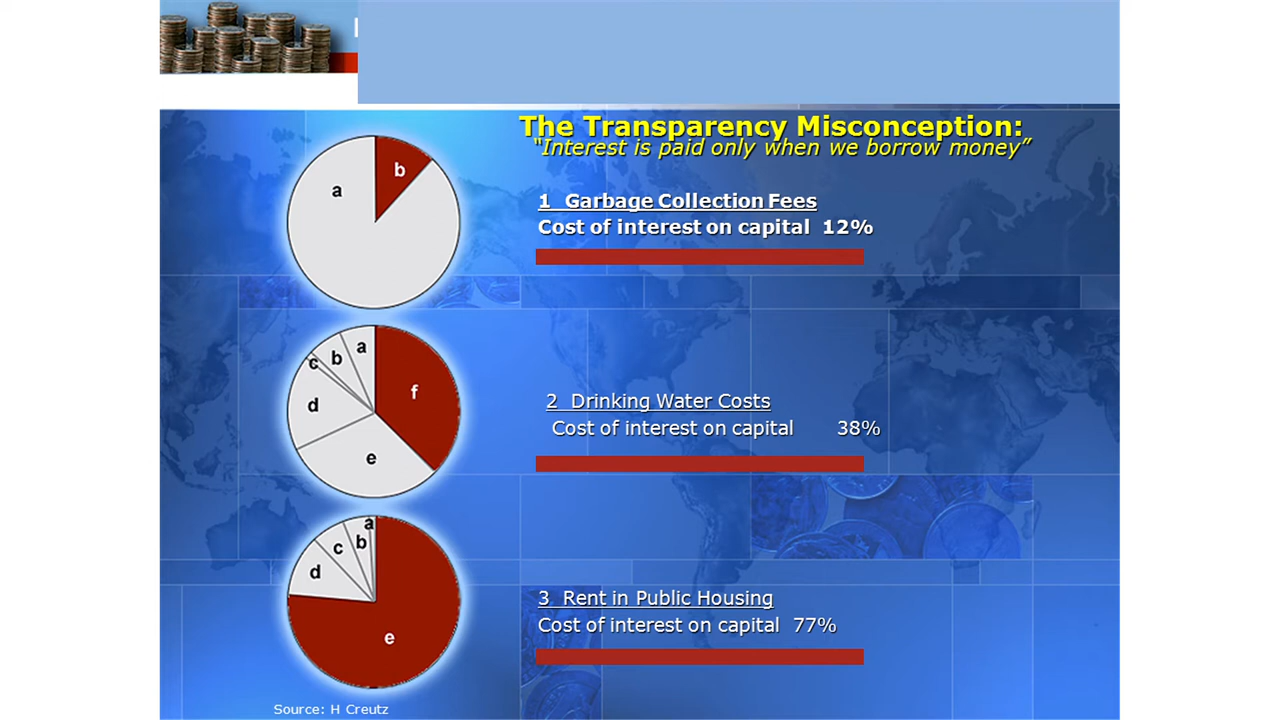 The Transparency Misconception:
“Interest is paid only when we borrow money”
a
b
1 Garbage Collection Fees
Cost of interest on capital 12%
a
b
c
d
e
f
2 Drinking Water Costs
Cost of interest on capital 38%
a
b
c
d
e
3 Rent in Public Housing
Cost of interest on capital 77%
Source: H Creutz